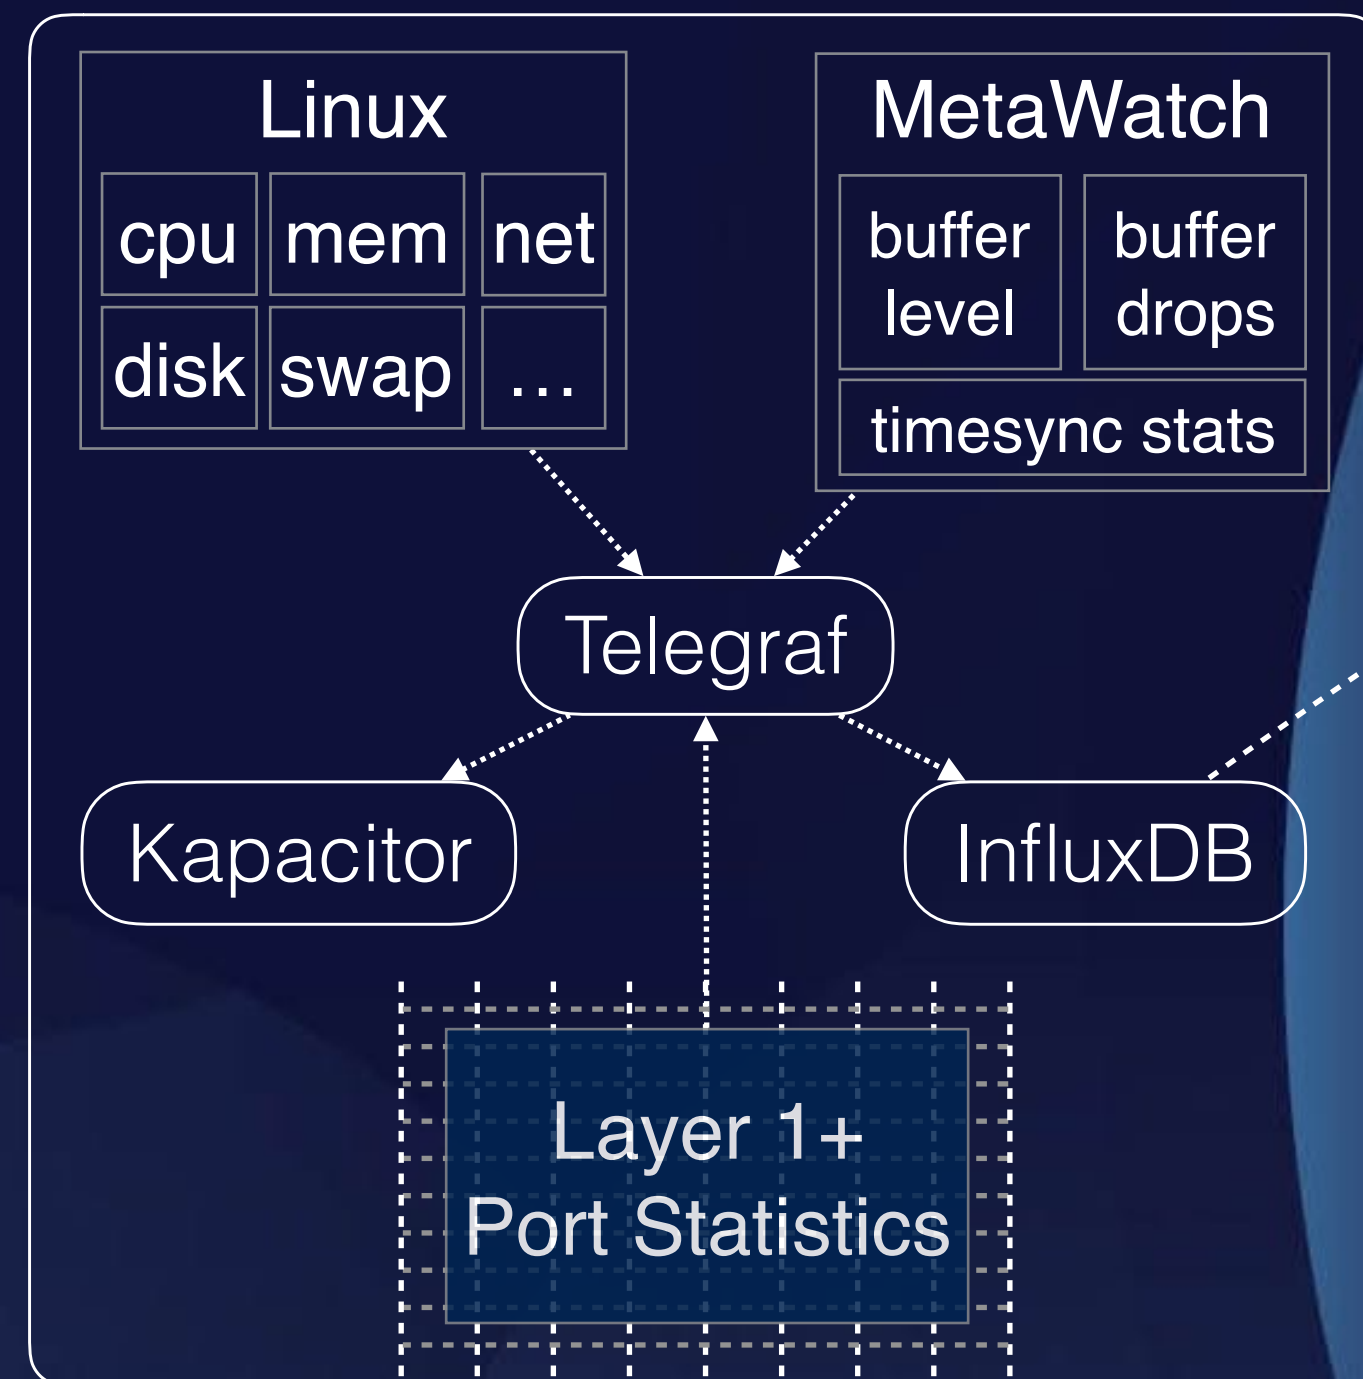 Linux
cpu mem net
disk swap ...
MetaWatch
buffer
level
buffer
drops
timesync stats
Telegraf
Kapacitor
InfluxDB
Layer 1+
Port Statistics